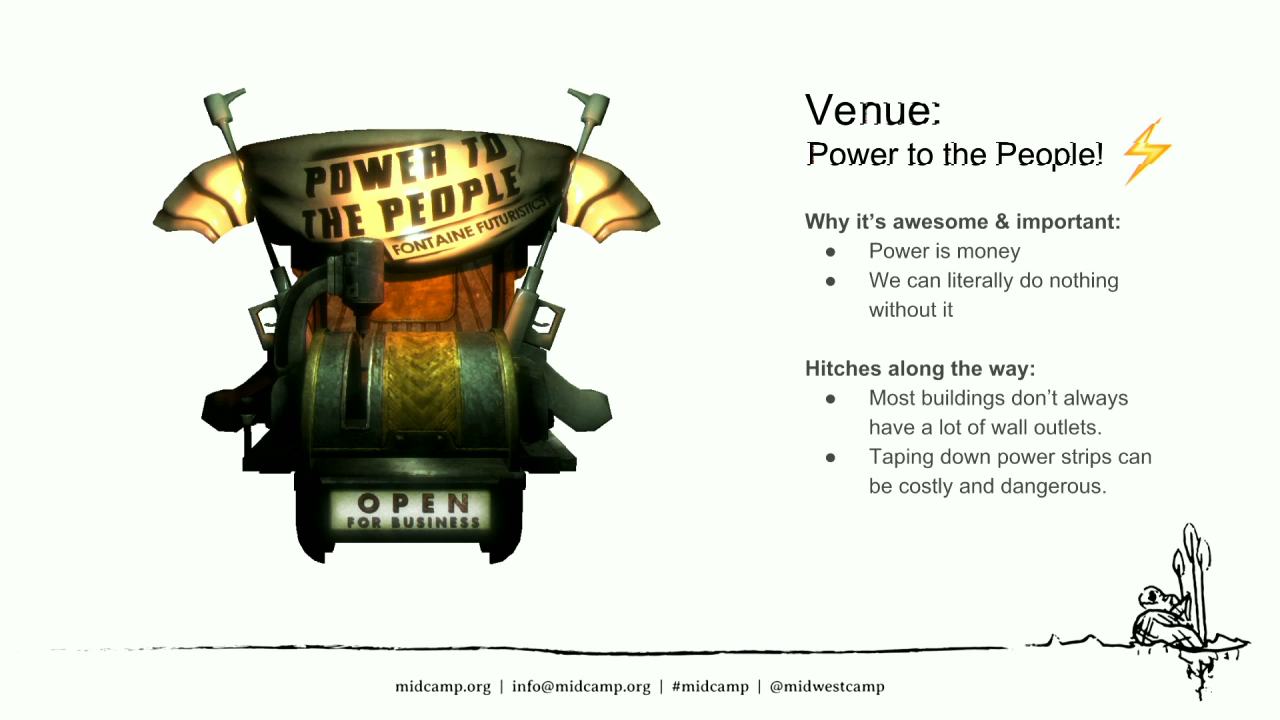 POWER TO
THE PEOPLE
FONTAINE FUTURISTICS
OPEN
FOR BUSINESS
Venue:
Power to the People!
Why it’s awesome & important:
● Power is money
● We can literally do nothing
without it
Hitches along the way:
● Most buildings don’t always
have a lot of wall outlets.
● Taping down power strips can
be costly and dangerous.
midcamp.org | info@midcamp.org | #midcamp | @midwestcamp